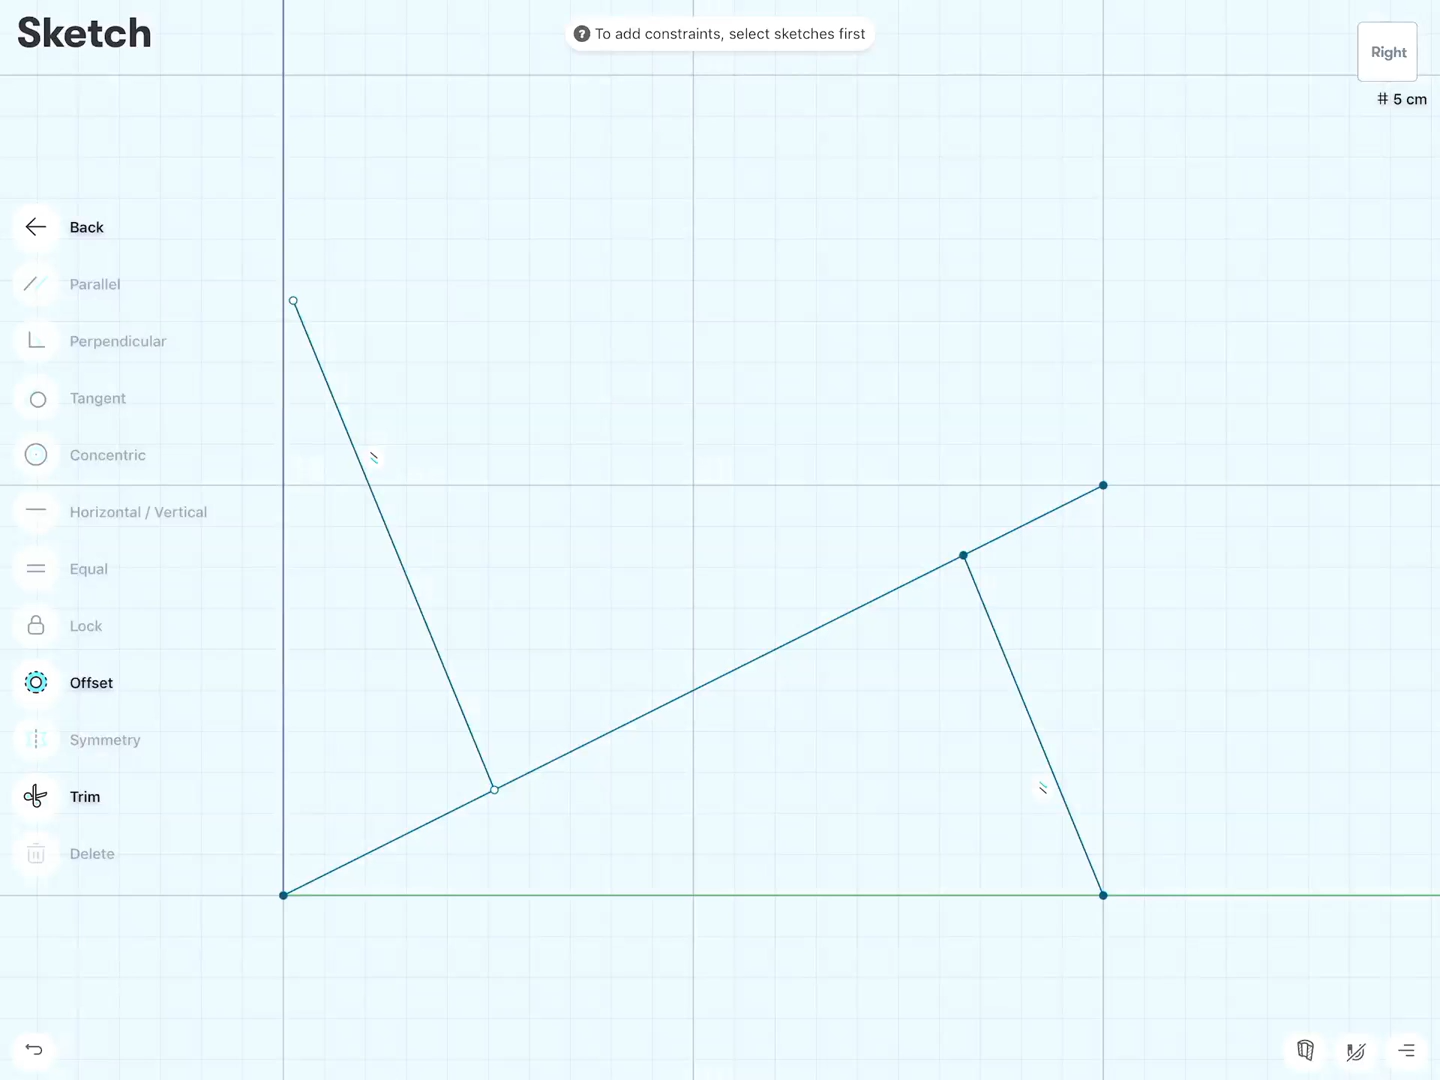 Sketch
To add constraints, select sketches first
Right
5 cm
Back
Parallel
Perpendicular
Tangent
Concentric
Horizontal / Vertical
Equal
Lock
Offset
Symmetry
Trim
Delete